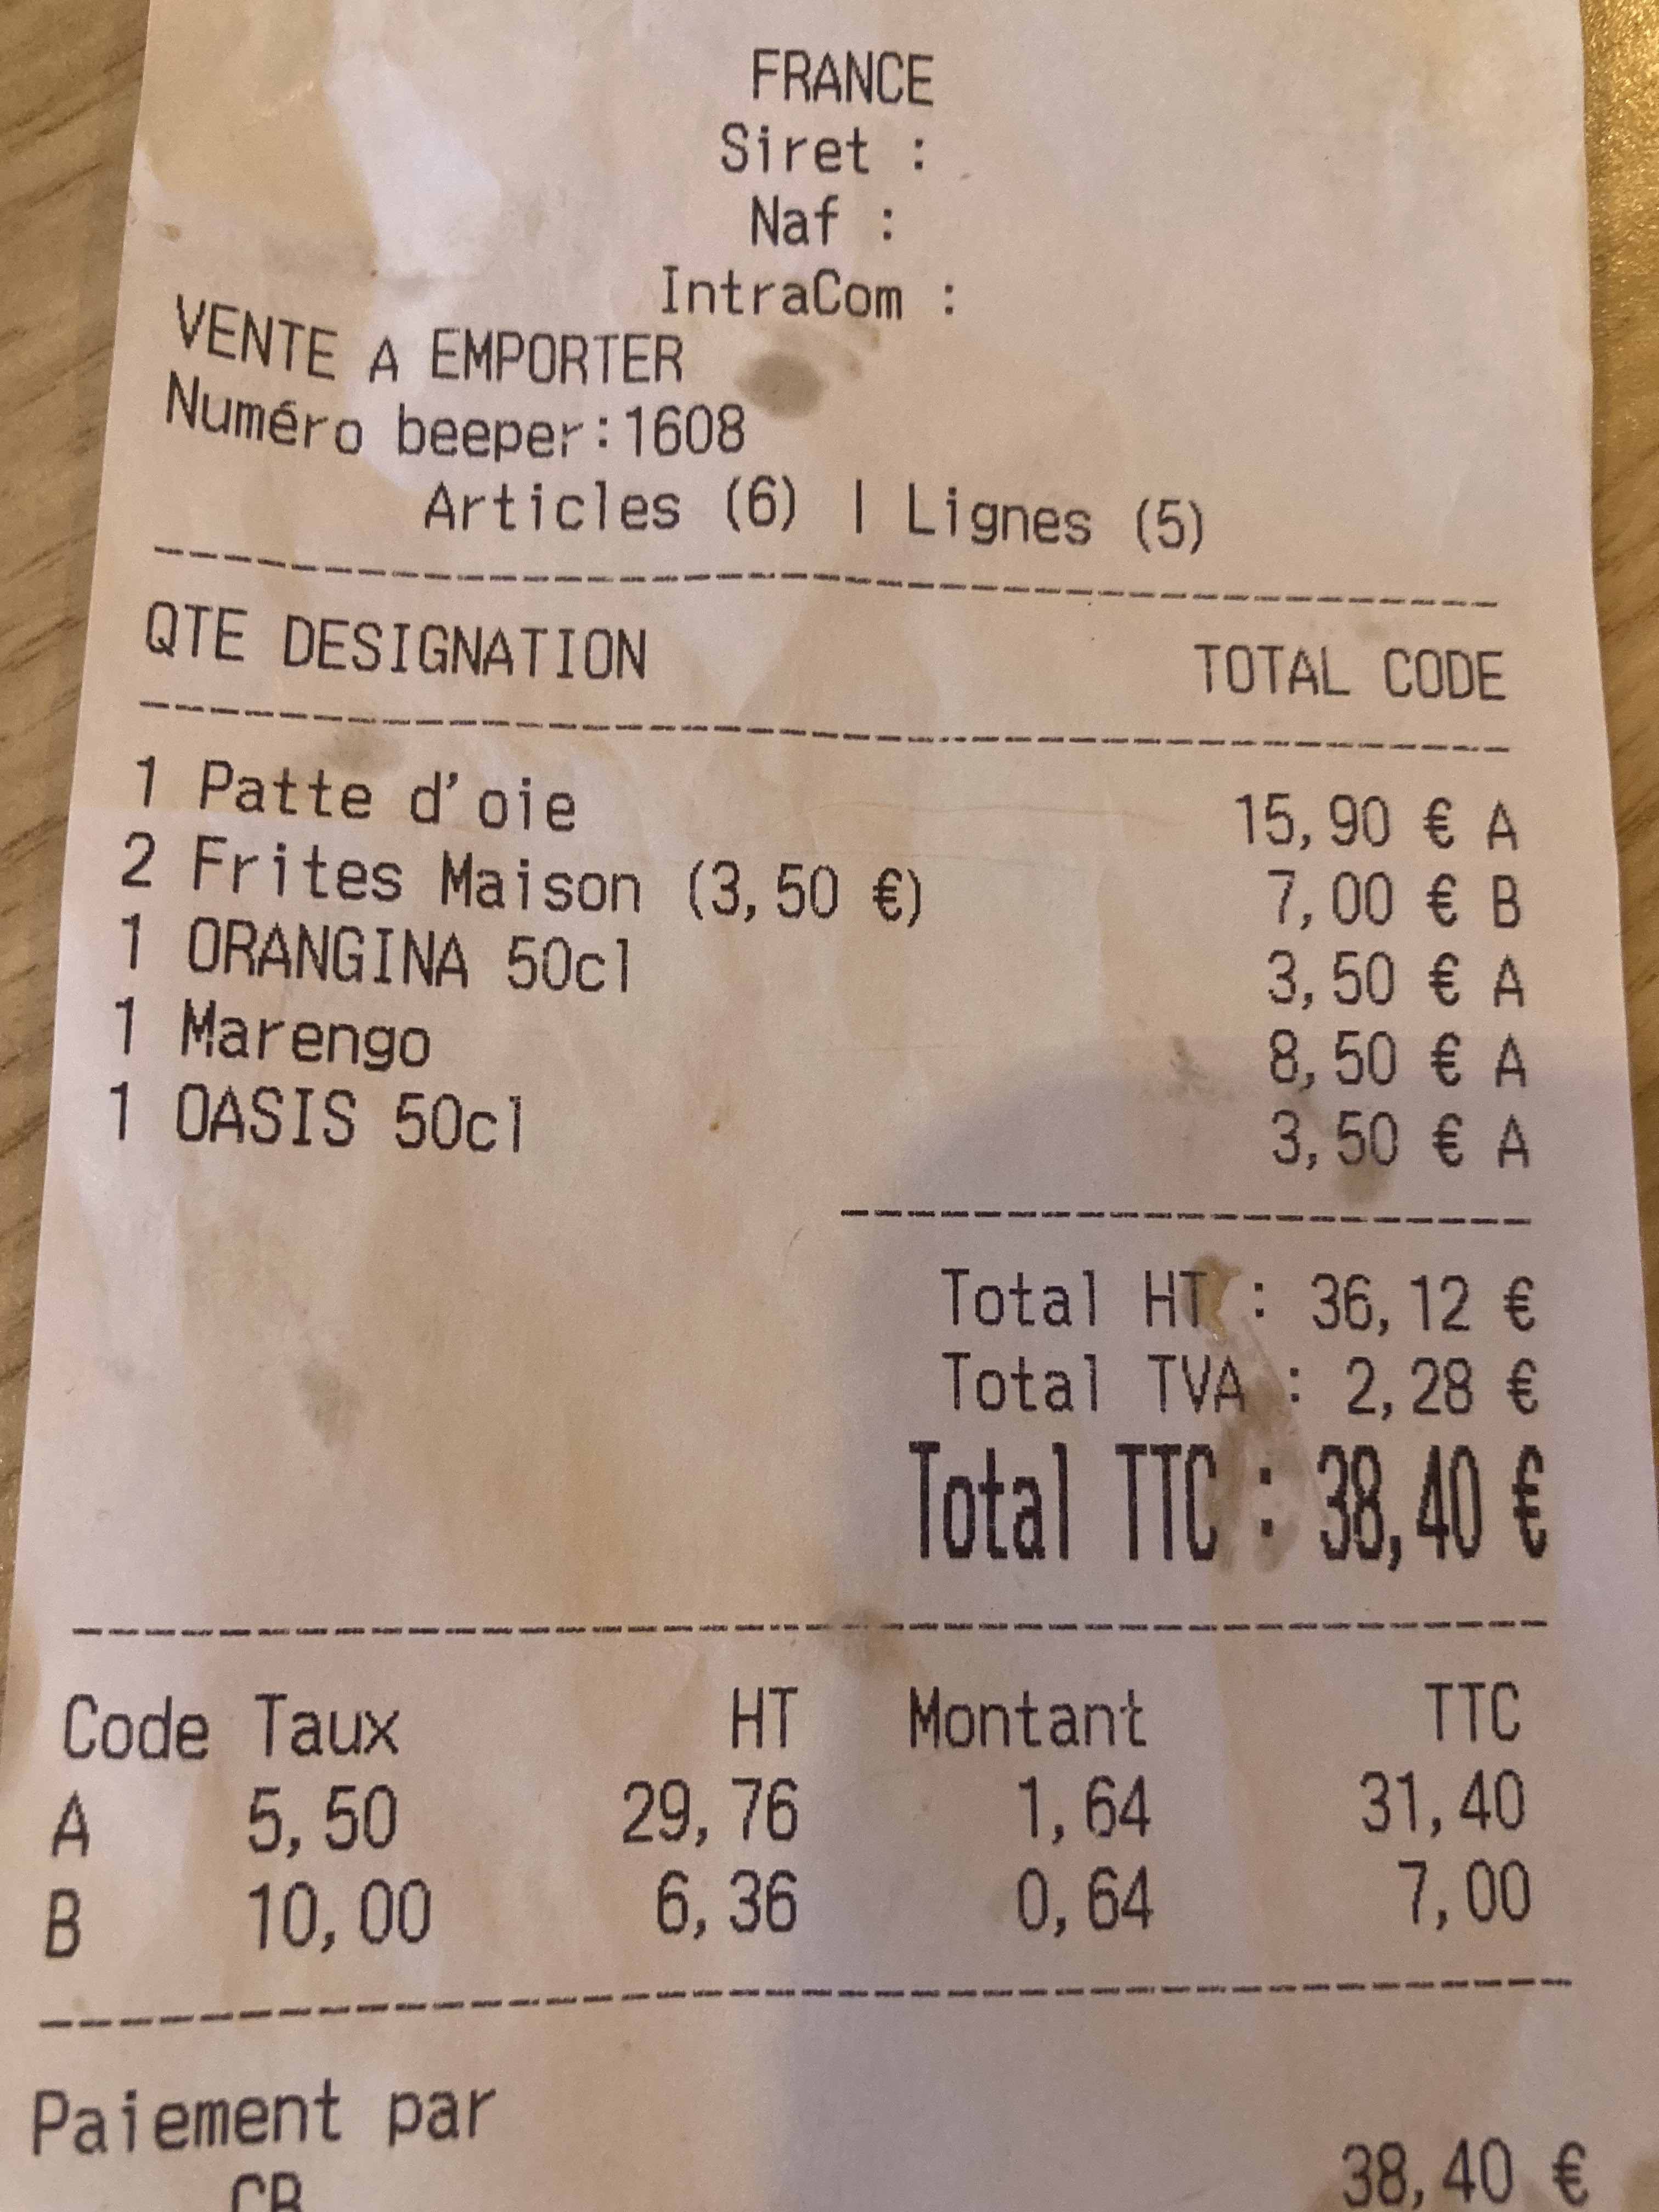 FRANCE
Siret :
Naf :
IntraCom :
VENTE A EMPORTER
Numéro beeper:1608
Articles (6) | Lignes (5)
QTE DESIGNATION TOTAL CODE
1 Patte d'oie 15,90 € A
2 Frites Maison (3,50 €) 7,00 € B
1 ORANGINA 50cl 3,50 € A
1 Marengo 8,50 € A
1 OASIS 50cl 3,50 € A
Total HT : 36,12 €
Total TVA : 2,28 €
Total TTC : 38,40 €
Code Taux HT Montant TTC
A 5,50 29,76 1,64 31,40
B 10,00 6,36 0,64 7,00
Paiement par
CB 38,40 €